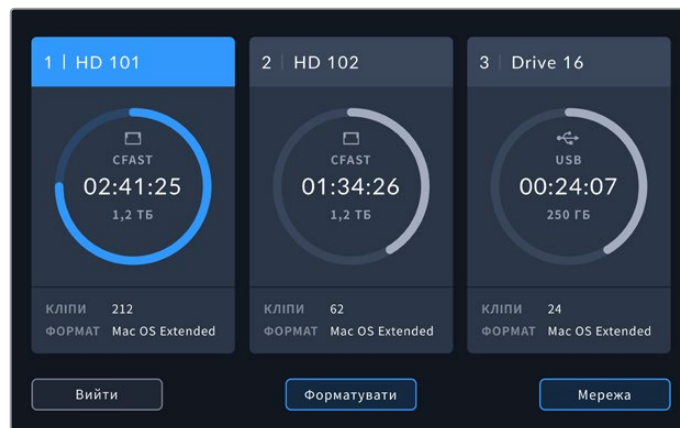 1 | HD 101
CFAST
02:41:25
1,2 ТБ
КЛІПИ 212
ФОРМАТ Mac OS Extended
2 | HD 102
CFAST
01:34:26
1,2 ТБ
КЛІПИ 62
ФОРМАТ Mac OS Extended
3 | Drive 16
USB
00:24:07
250 ГБ
КЛІПИ 24
ФОРМАТ Mac OS Extended
Вийти
Форматувати
Мережа